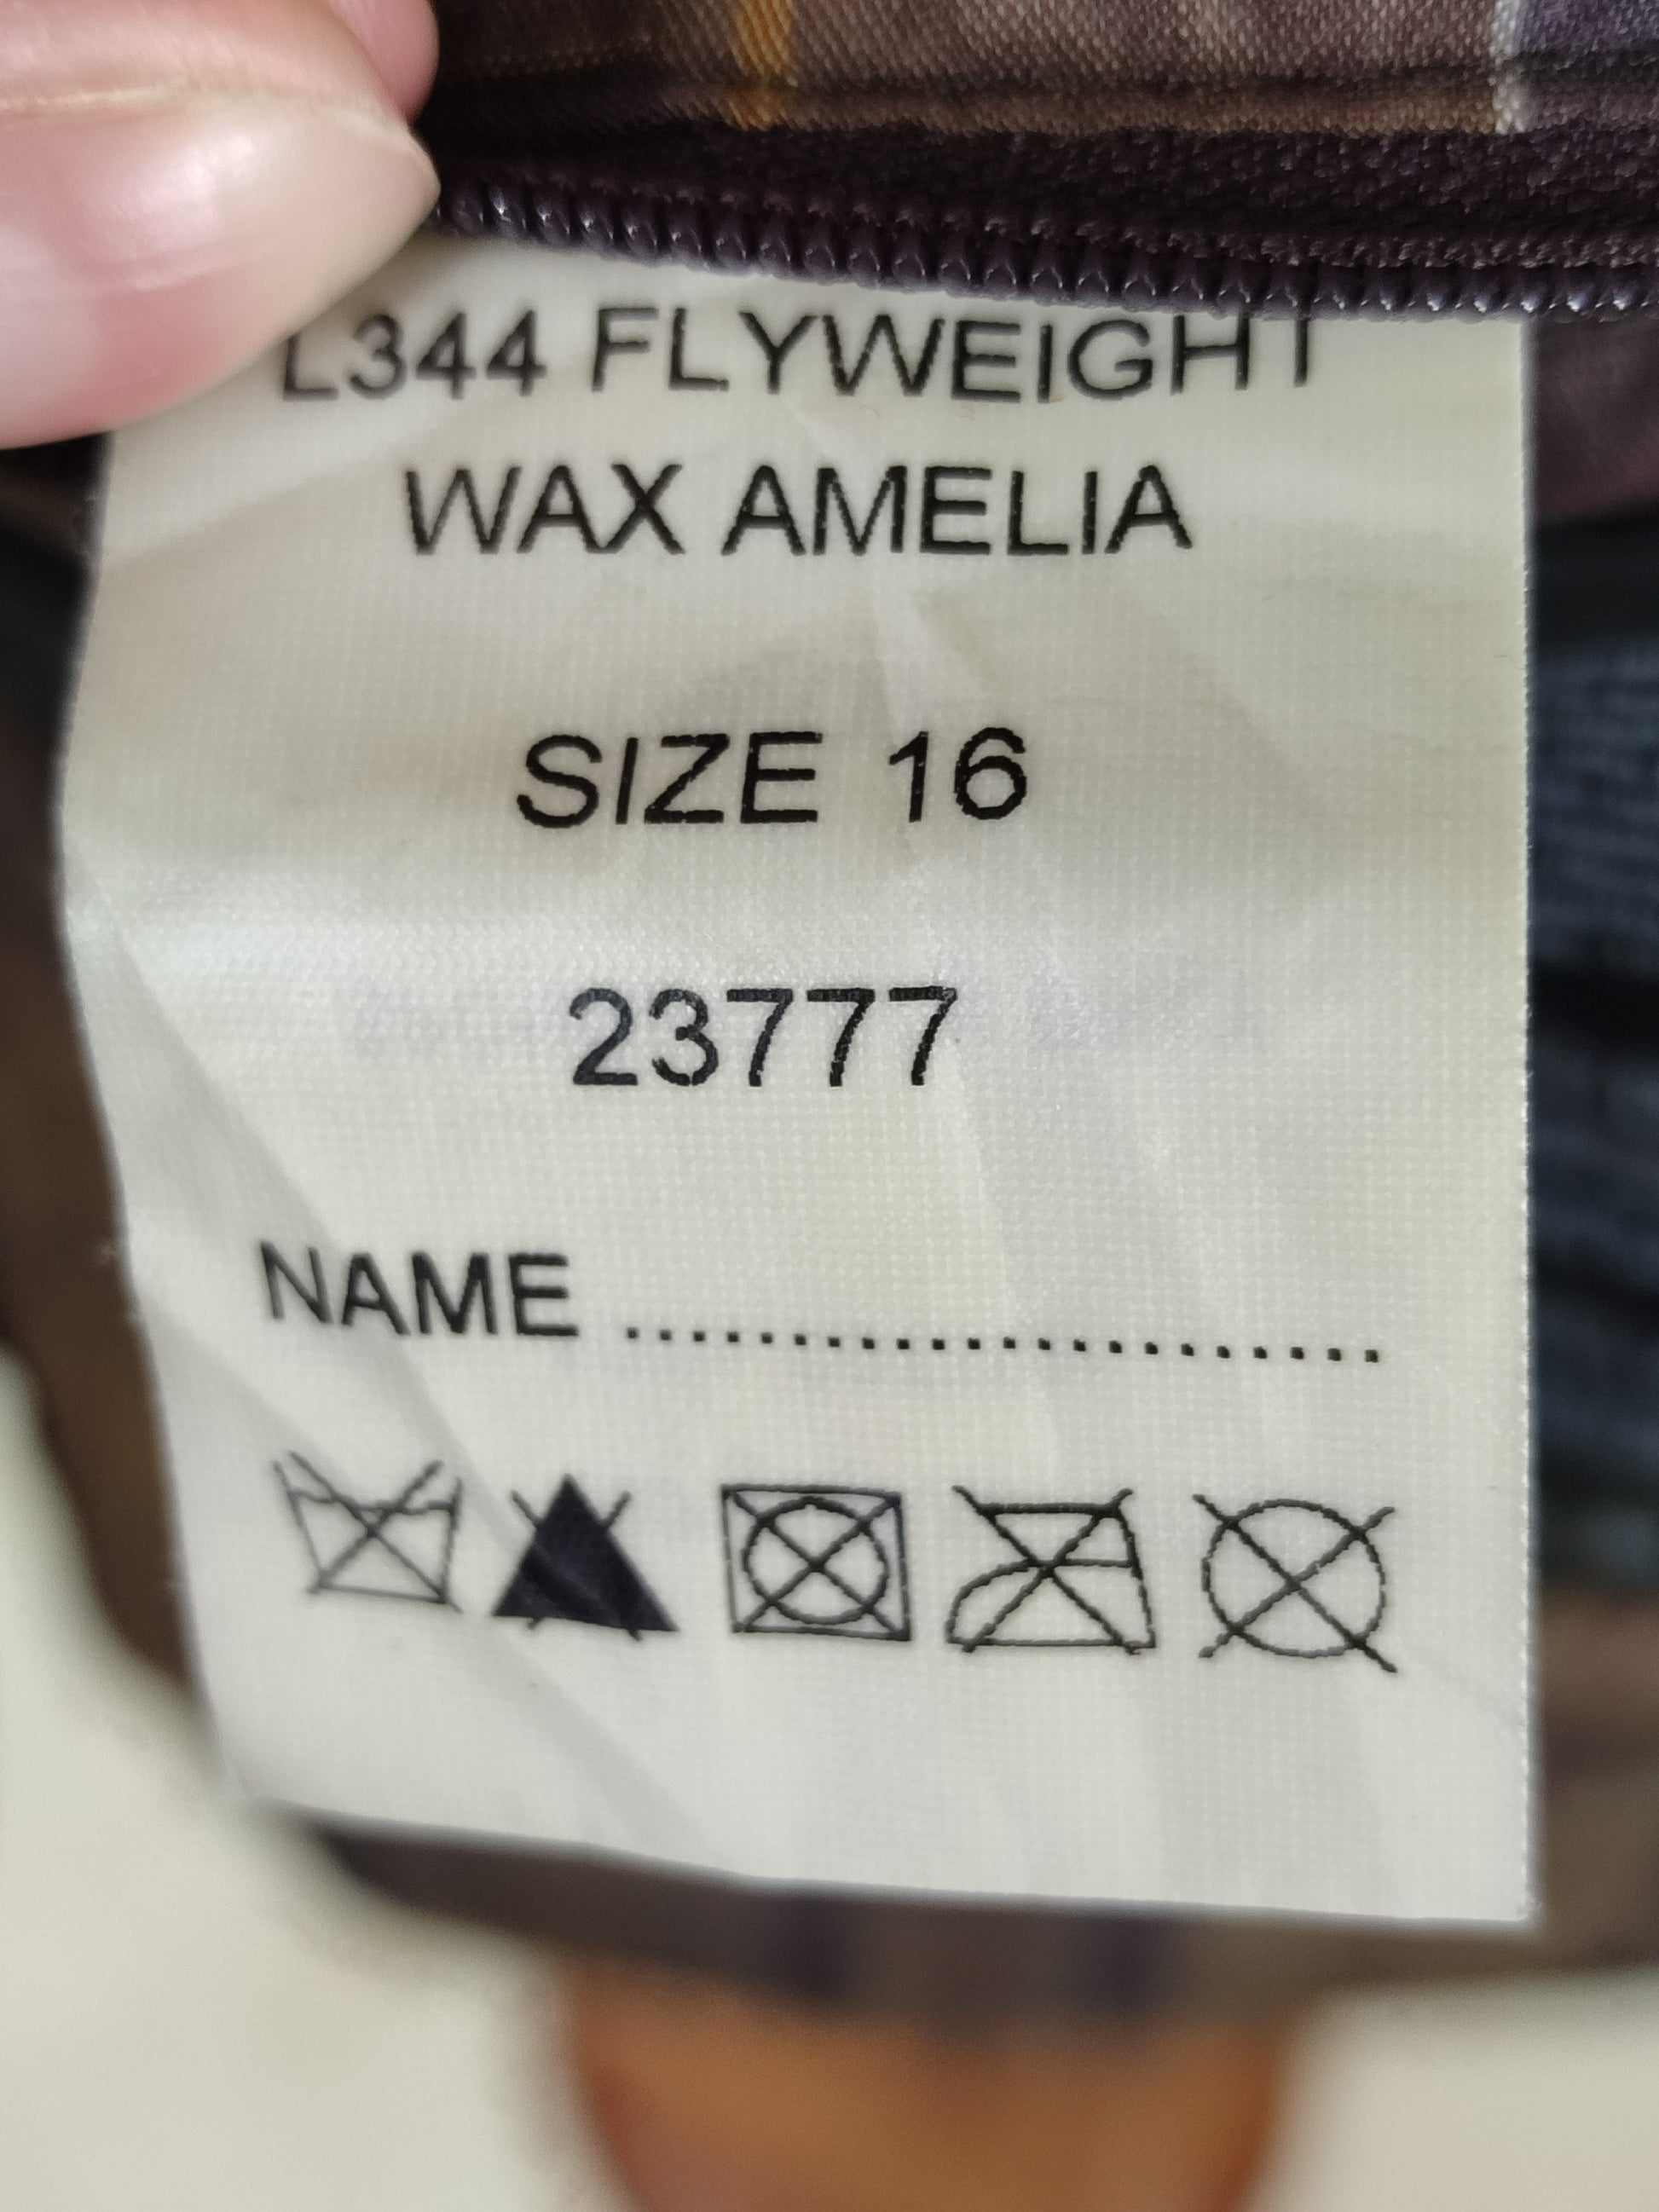 L344 FLYWEIGHT
WAX AMELIA
SIZE 16
23777
NAME .......................